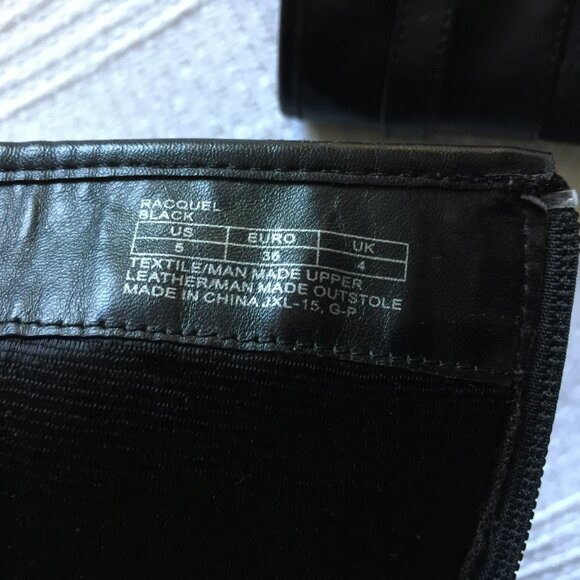 RACQUEL
BLACK
US EURO UK
5 36 4
TEXTILE/MAN MADE UPPER
LEATHER/MAN MADE OUTSTOLE
MADE IN CHINA,JXL-15, G-P